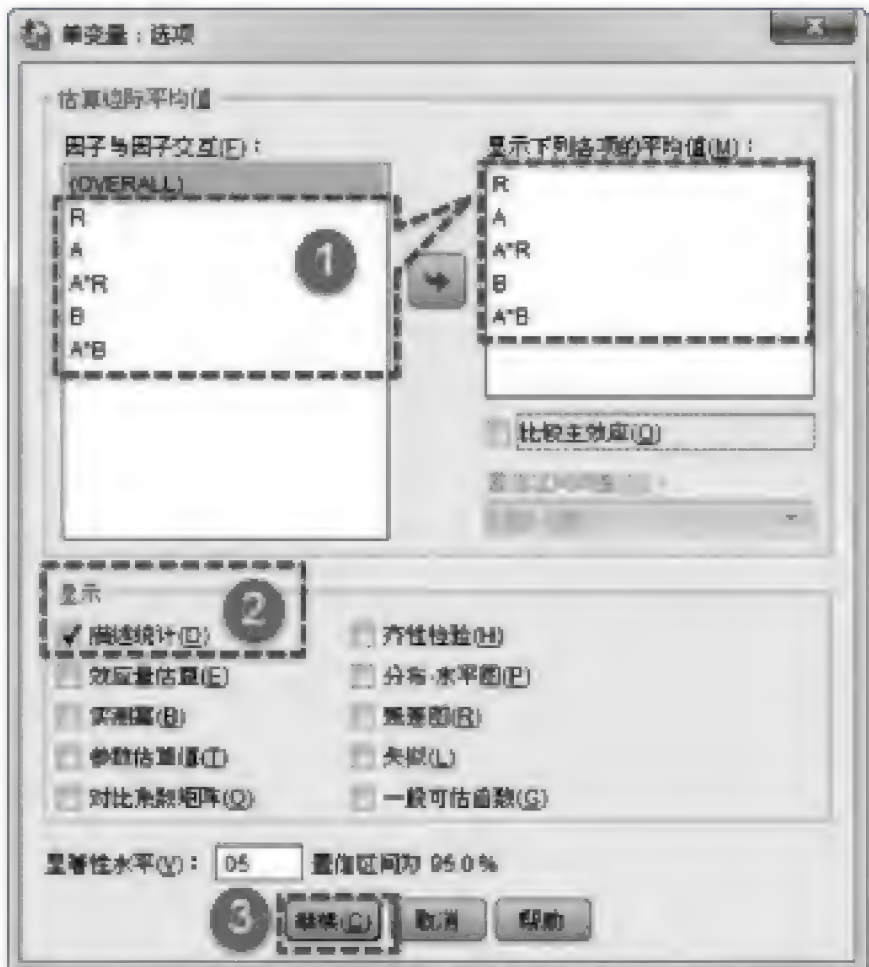 单变量：选项
估算边际平均值
因子与因子交互(F)：
(OVERALL)
R
A
A*R
B
A*B
1
显示下列各项的平均值(M)：
R
A
A*R
B
A*B
比较主效应(O)
显示
2
描述统计(D)
齐性检验(H)
效应量估算(E)
分布-水平图(P)
实测幂(B)
残差图(R)
参数估算值(T)
失拟(L)
对比系数矩阵(O)
一般可估函数(G)
显著性水平(V)：
05
置信区间为 95.0 %
3
继续(C)
取消
帮助